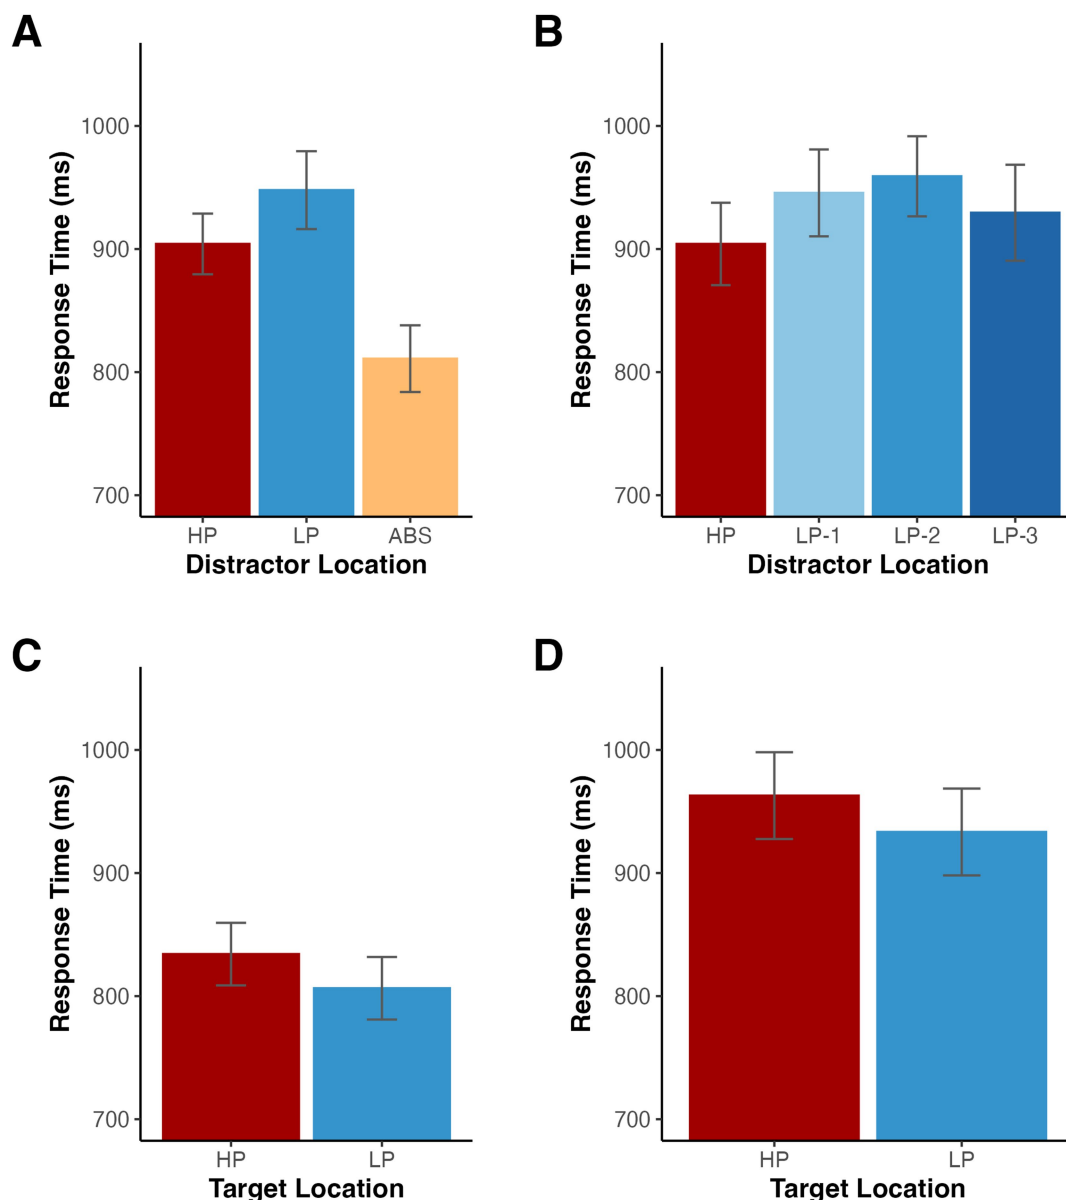 A
Response Time (ms)
1000
900
800
700
HP LP ABS
Distractor Location
B
Response Time (ms)
1000
900
800
700
HP LP-1 LP-2 LP-3
Distractor Location
C
Response Time (ms)
1000
900
800
700
HP LP
Target Location
D
Response Time (ms)
1000
900
800
700
HP LP
Target Location